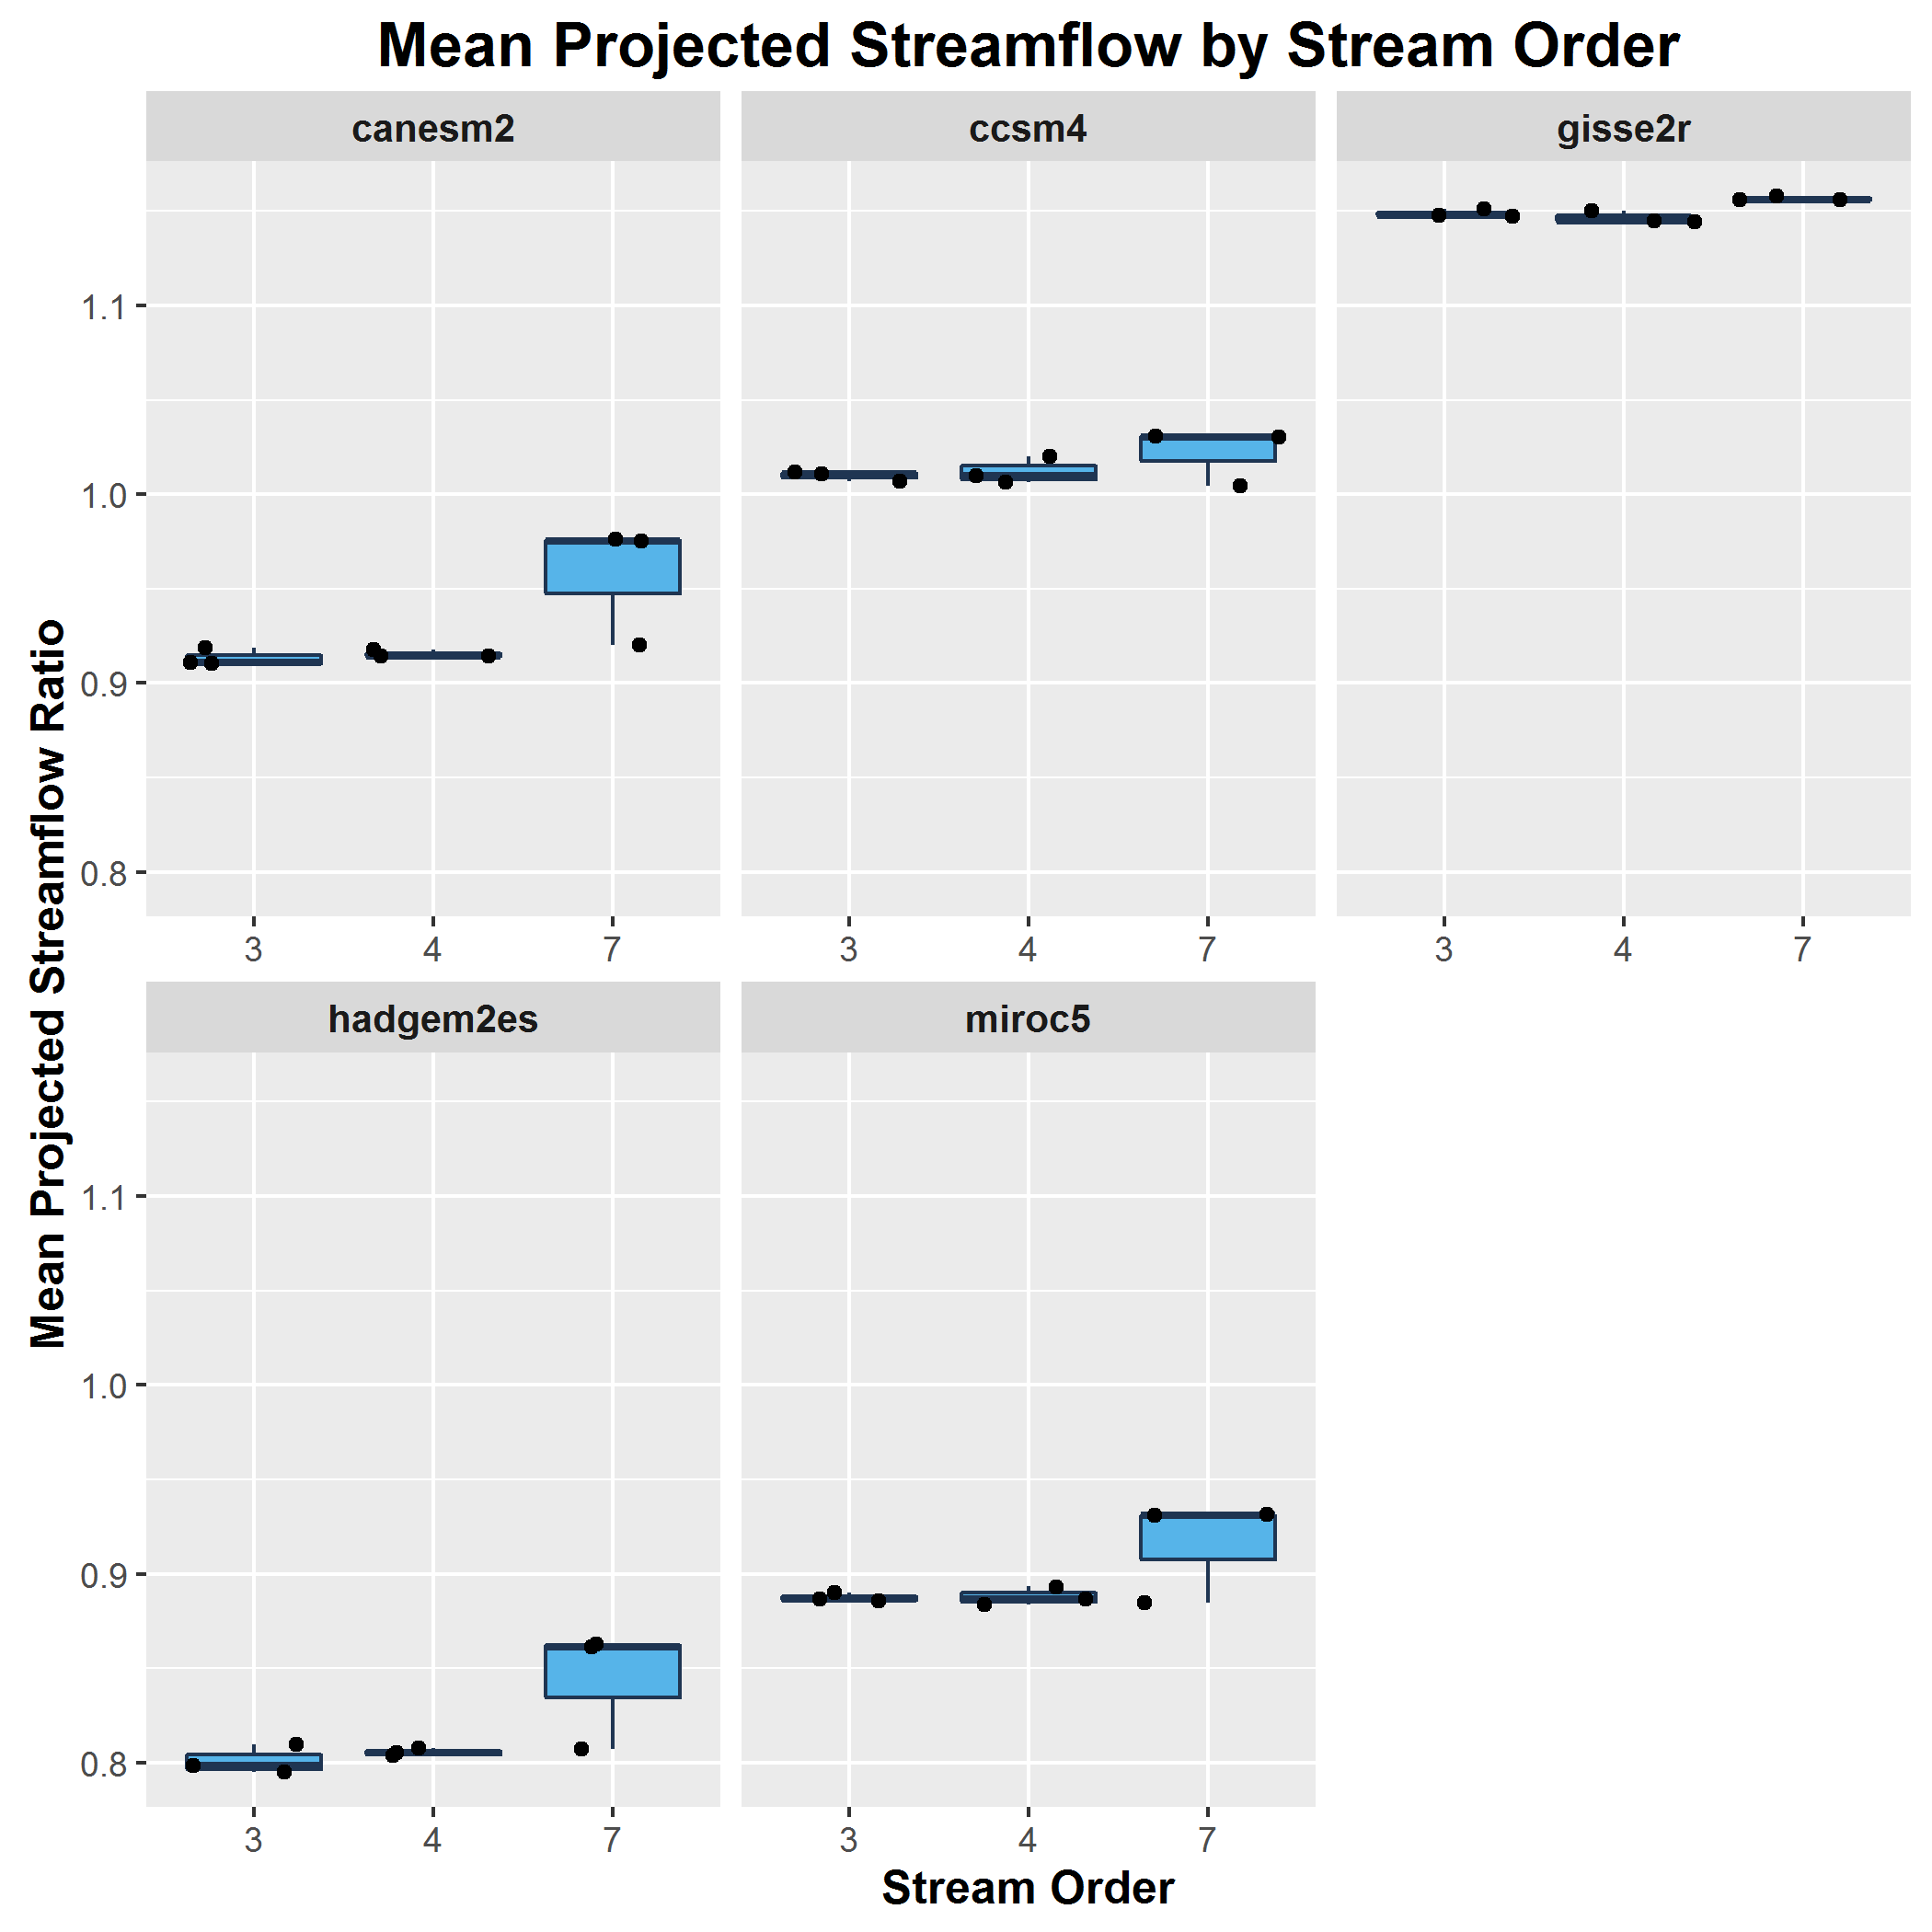 Mean Projected Streamflow by Stream Order
canesm2 ccsm4 gisse2r
Mean Projected Streamflow Ratio
1.1
1.0
0.9
0.8
3 4 7 3 4 7 3 4 7
hadgem2es miroc5
1.1
1.0
0.9
0.8
3 4 7 3 4 7
Stream Order